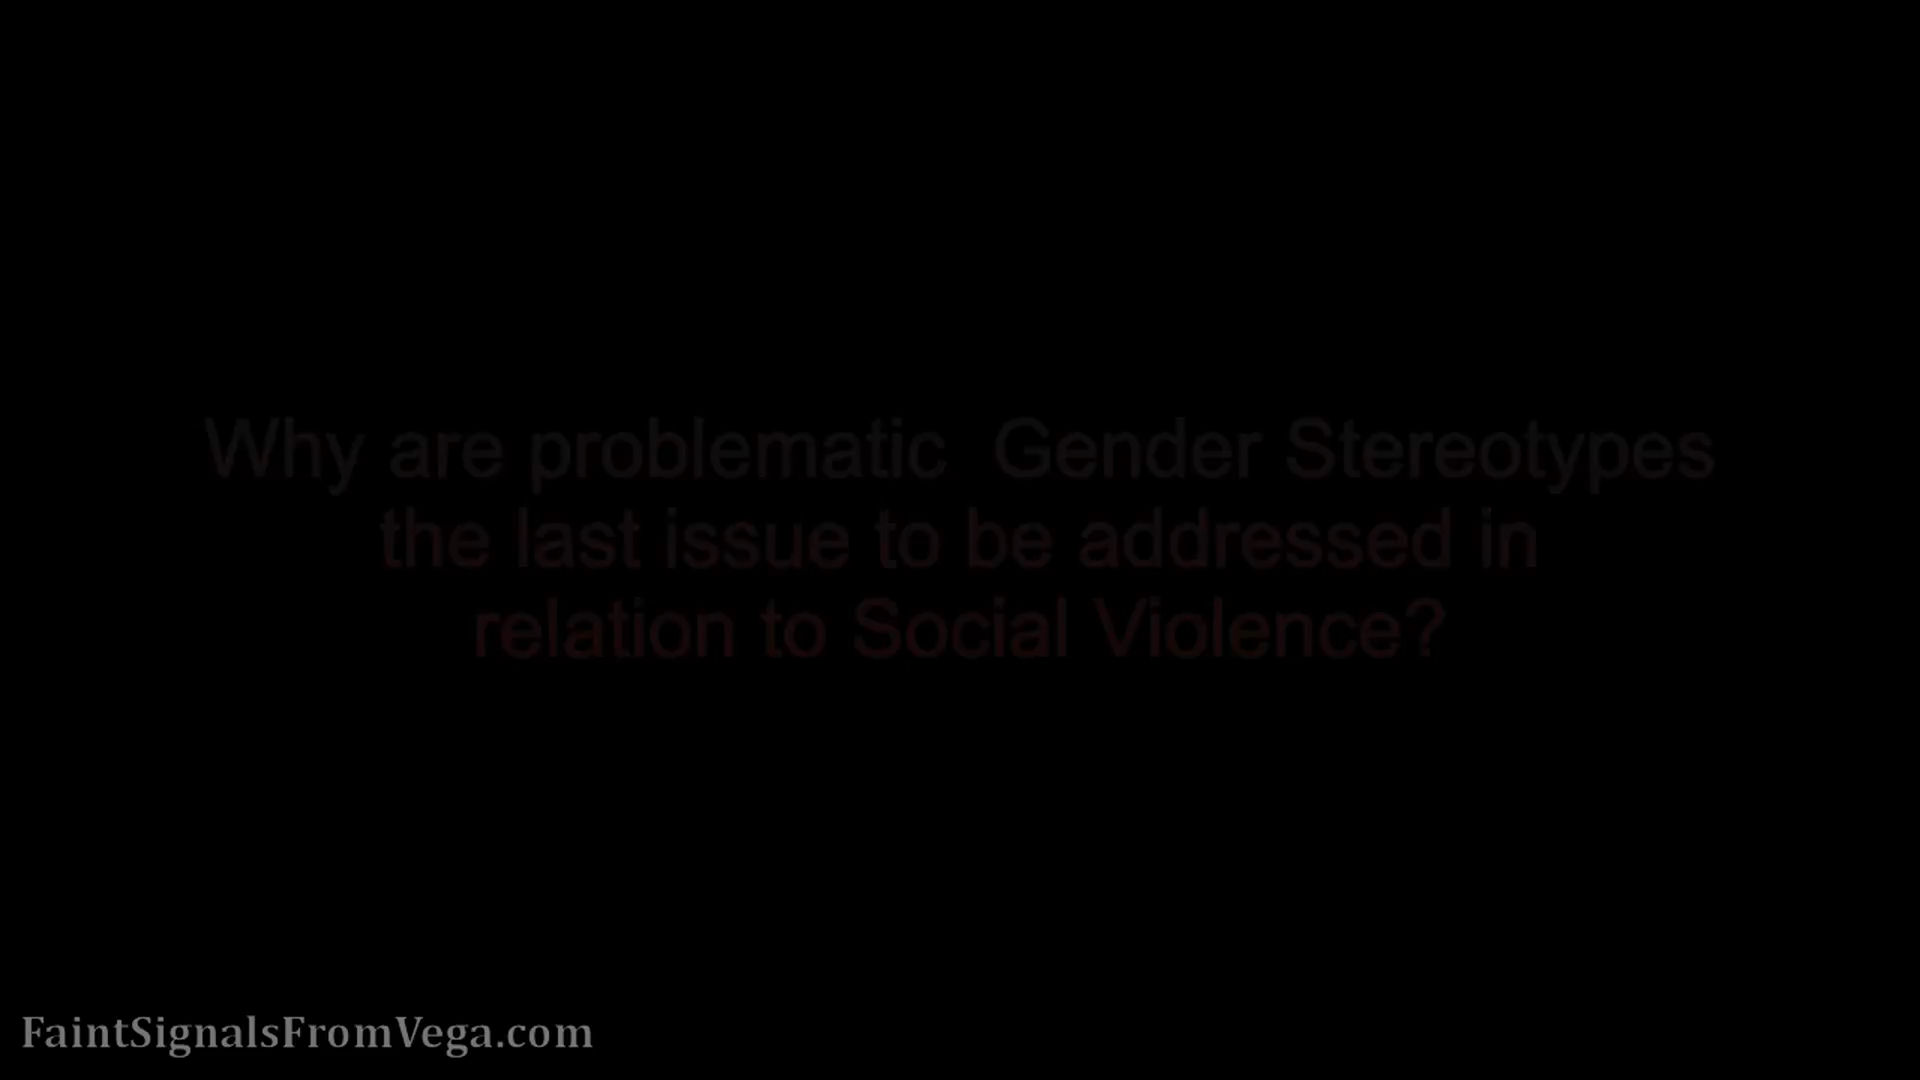 Why are problematic  Gender Stereotypes
the last issue to be addressed in
relation to Social Violence?
FaintSignalsFromVega.com